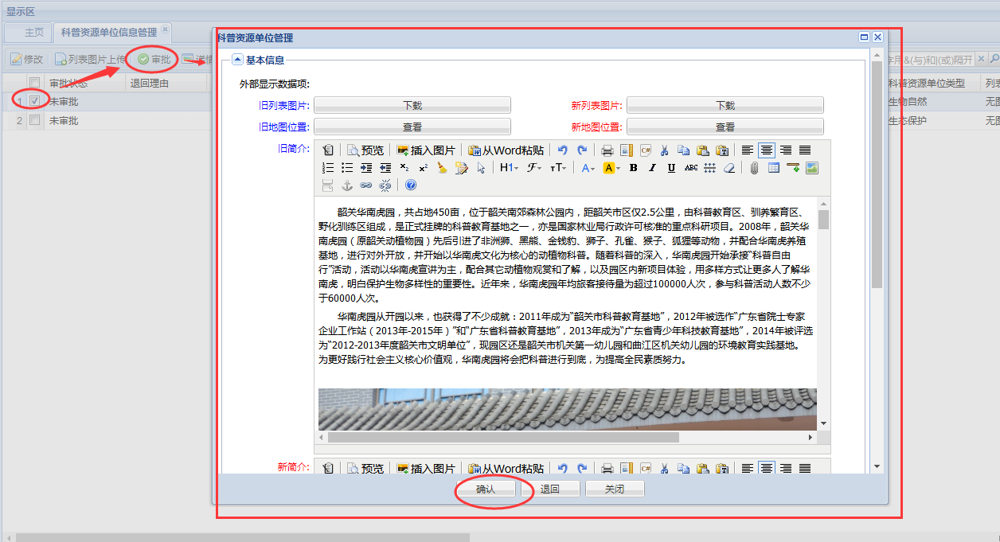 显示区
主页
科普资源单位信息管理
修改
列表图片上传
审批
审批状态
退回理由
1
未审批
2
未审批
科普资源单位管理
基本信息
外部显示数据项:
旧列表图片:
下载
新列表图片:
下载
旧地图位置:
查看
新地图位置:
查看
旧简介:
预览
插入图片
从Word粘贴
韶关华南虎园，共占地450亩，位于韶关南郊森林公园内，距韶关市区仅2.5公里，由科普教育区、驯养繁育区、
野化驯练区组成，是正式挂牌的科普教育基地之一，亦是国家林业局行政许可核准的重点科研项目。2008年，韶关华
南虎园（原韶关动植物园）先后引进了非洲狮、黑熊、金钱豹、狮子、孔雀、猴子、狐狸等动物，并配合华南虎养殖
基地，进行对外开放，并开始以华南虎文化为核心的动植物科普。随着科普的深入，华南虎园开始承接“科普自由
行”活动，活动以华南虎宣讲为主，配合其它动植物观赏和了解，以及园区内新项目体验，用多样方式让更多人了解华
南虎，明白保护生物多样性的重要性。近年来，华南虎园年均旅客接待量为超过100000人次，参与科普活动人数不少
于60000人次。
华南虎园从开园以来，也获得了不少成就：2011年成为“韶关市科普教育基地”，2012年被选作“广东省院士专家
企业工作站（2013年-2015年）”和“广东省科普教育基地”，2013年成为“广东省青少年科技教育基地”，2014年被评选
为“2012-2013年度韶关市文明单位”，现园区还是韶关市机关第一幼儿园和曲江区机关幼儿园的环境教育实践基地。
为更好践行社会主义核心价值观，华南虎园将会把科普进行到底，为提高全民素质努力。
新简介:
预览
插入图片
从Word粘贴
确认
退回
关闭
字用&(与)和|(或)隔开
科普资源单位类型
生物自然
生态保护